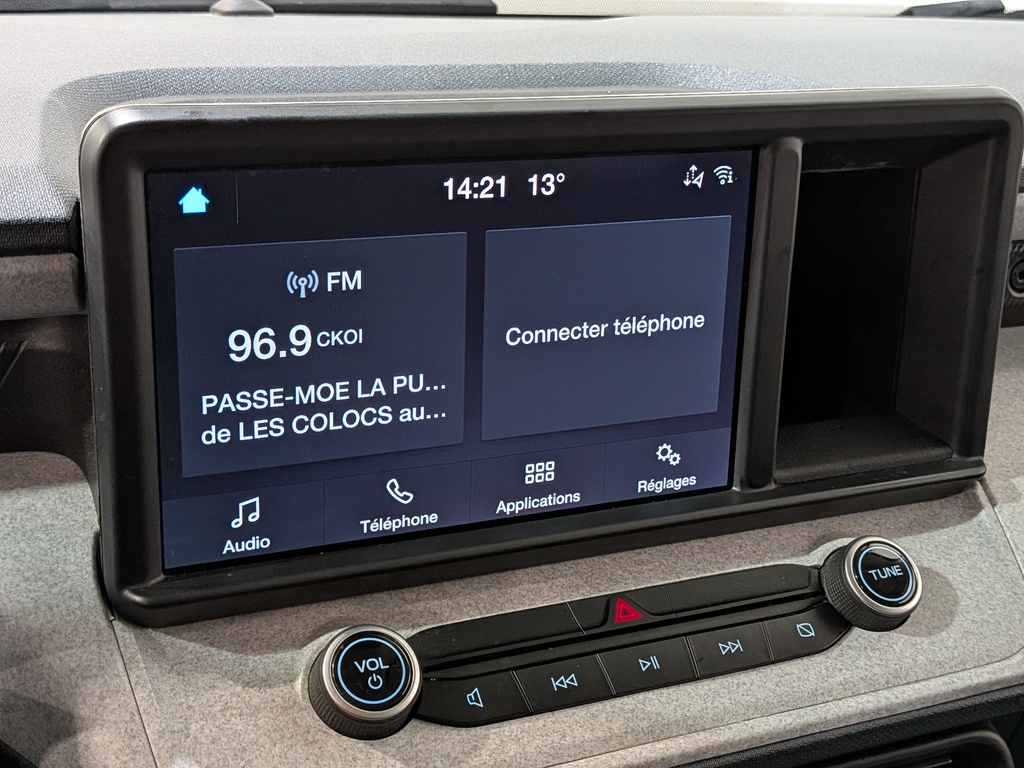 14:21 13°
FM
96.9 CKOI
PASSE-MOE LA PU...
de LES COLOCS au...
Connecter téléphone
Audio
Téléphone
Applications
Réglages
VOL
TUNE